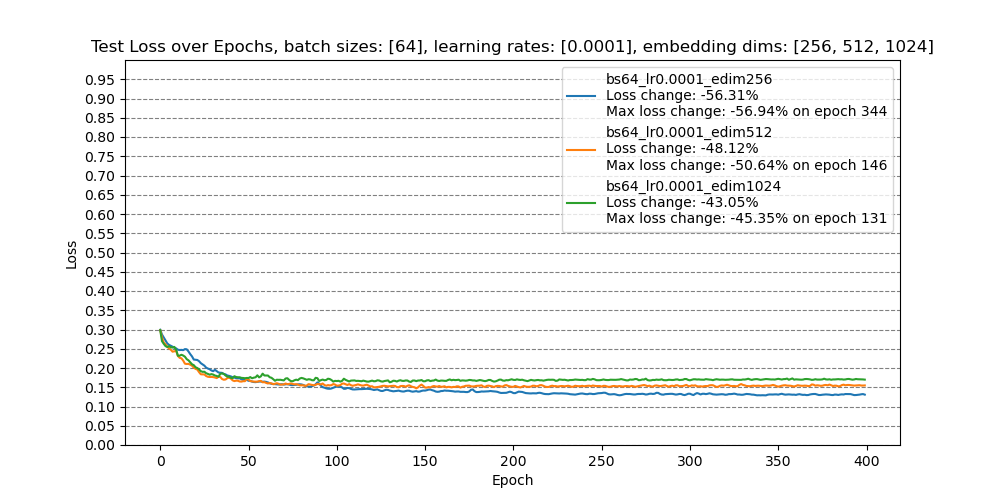 Test Loss over Epochs, batch sizes: [64], learning rates: [0.0001], embedding dims: [256, 512, 1024]
bs64_lr0.0001_edim256
Loss change: -56.31%
Max loss change: -56.94% on epoch 344
bs64_lr0.0001_edim512
Loss change: -48.12%
Max loss change: -50.64% on epoch 146
bs64_lr0.0001_edim1024
Loss change: -43.05%
Max loss change: -45.35% on epoch 131
Loss
0.95
0.90
0.85
0.80
0.75
0.70
0.65
0.60
0.55
0.50
0.45
0.40
0.35
0.30
0.25
0.20
0.15
0.10
0.05
0.00
0 50 100 150 200 250 300 350 400
Epoch